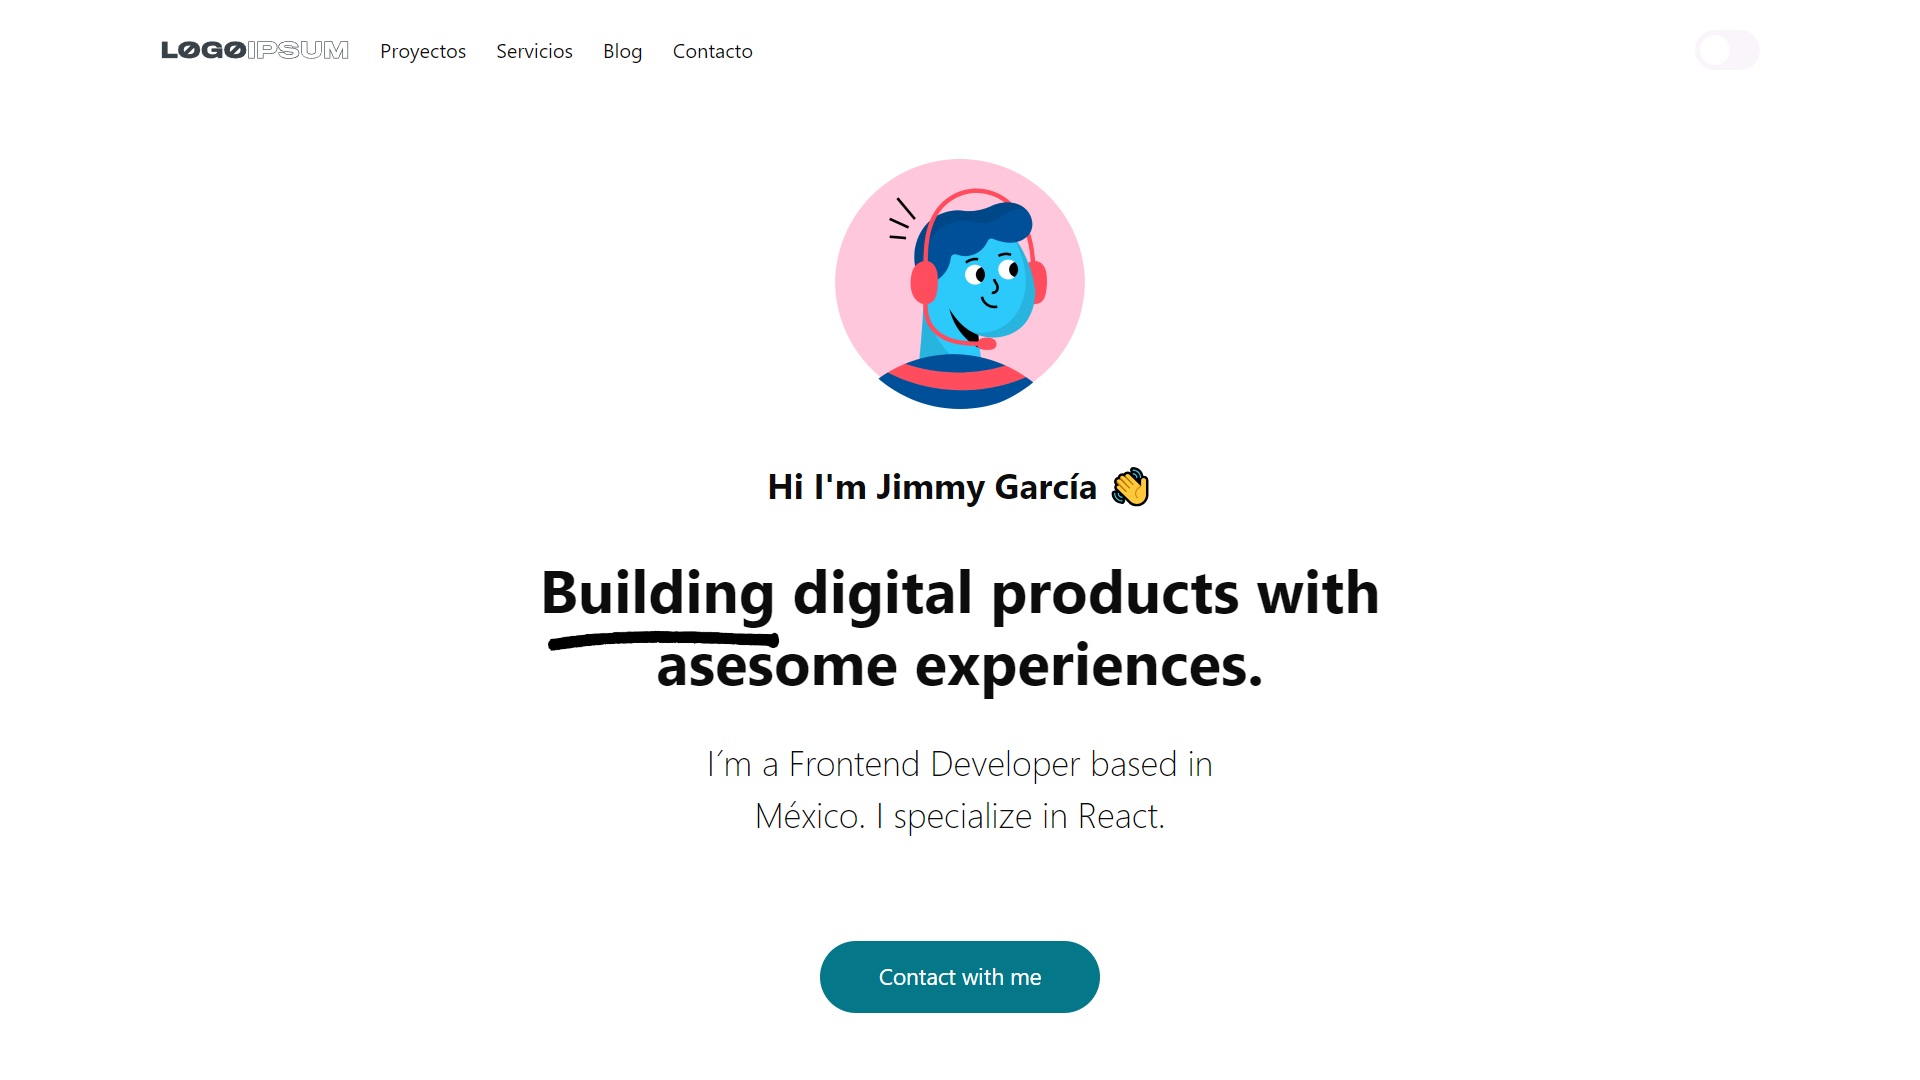 LOGOIPSUM Proyectos Servicios Blog Contacto
Hi I'm Jimmy García 👋
Building digital products with
asesome experiences.
I´m a Frontend Developer based in
México. I specialize in React.
Contact with me